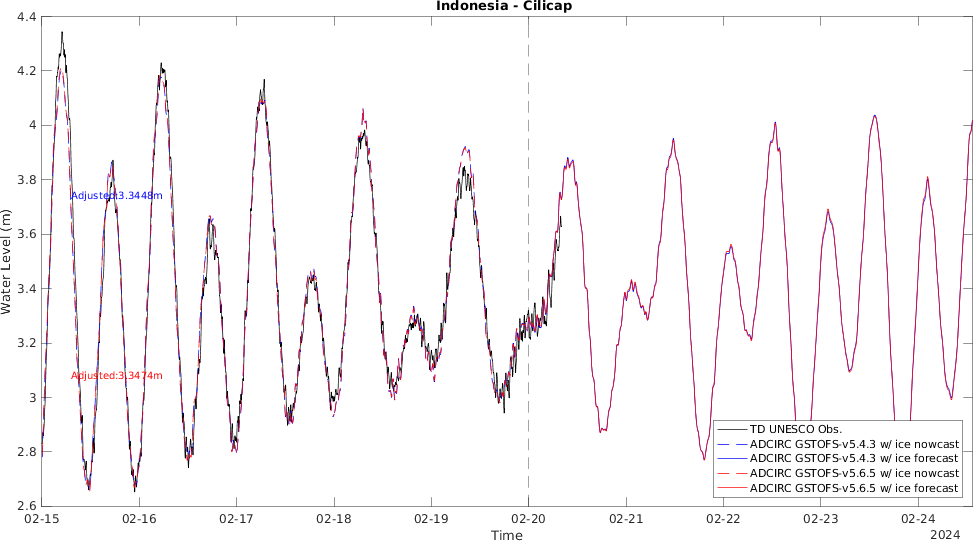 Indonesia - Cilicap
4.4
4.2
4
3.8
3.6
3.4
3.2
3
2.8
2.6
Water Level (m)
Adjusted:3.3448m
Adjusted:3.3474m
TD UNESCO Obs.
ADCIRC GSTOFS-v5.4.3 w/ ice nowcast
ADCIRC GSTOFS-v5.4.3 w/ ice forecast
ADCIRC GSTOFS-v5.6.5 w/ ice nowcast
ADCIRC GSTOFS-v5.6.5 w/ ice forecast
02-15 02-16 02-17 02-18 02-19 02-20 02-21 02-22 02-23 02-24
Time
2024